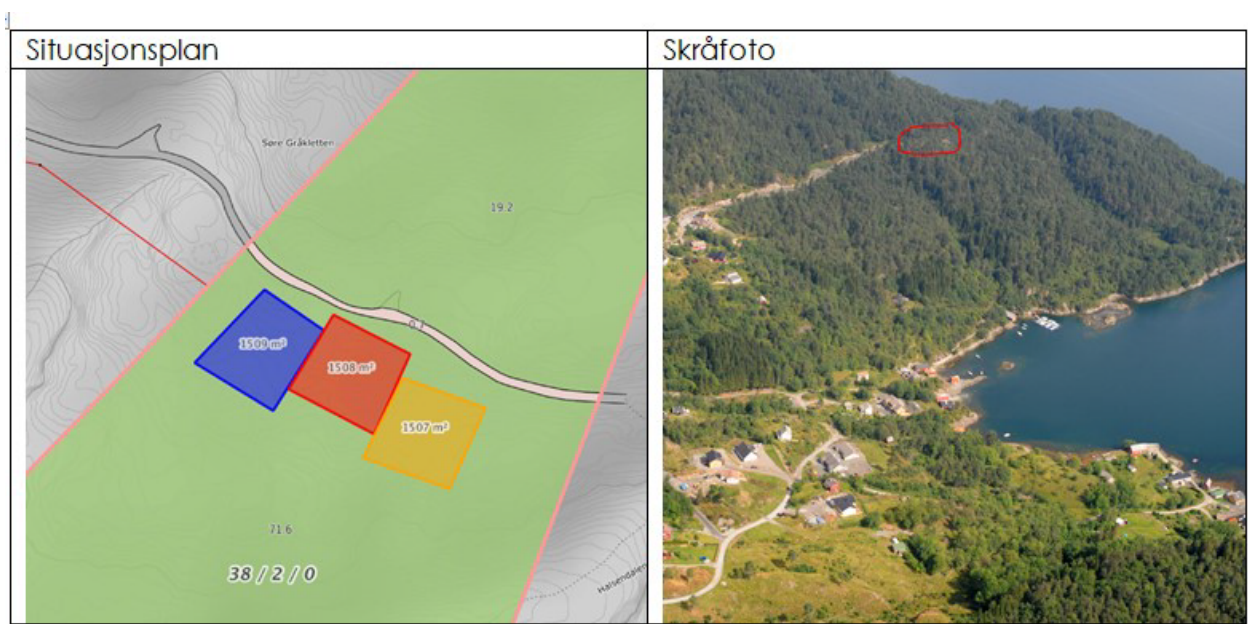 Situasjonsplan
Skråfoto
Søre Gråkletten
19.2
0.7
1509 m²
1508 m²
1507 m²
71.6
38 / 2 / 0
Halsendalen